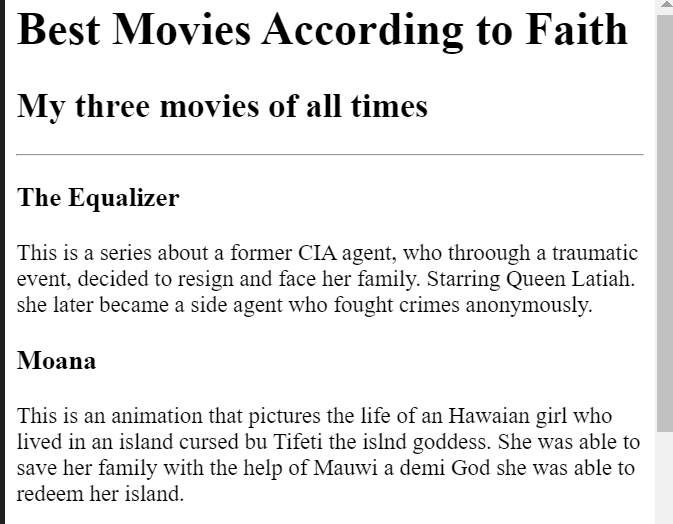 Best Movies According to Faith
My three movies of all times
The Equalizer
This is a series about a former CIA agent, who throough a traumatic
event, decided to resign and face her family. Starring Queen Latiah.
she later became a side agent who fought crimes anonymously.
Moana
This is an animation that pictures the life of an Hawaian girl who
lived in an island cursed bu Tifeti the islnd goddess. She was able to
save her family with the help of Mauwi a demi God she was able to
redeem her island.